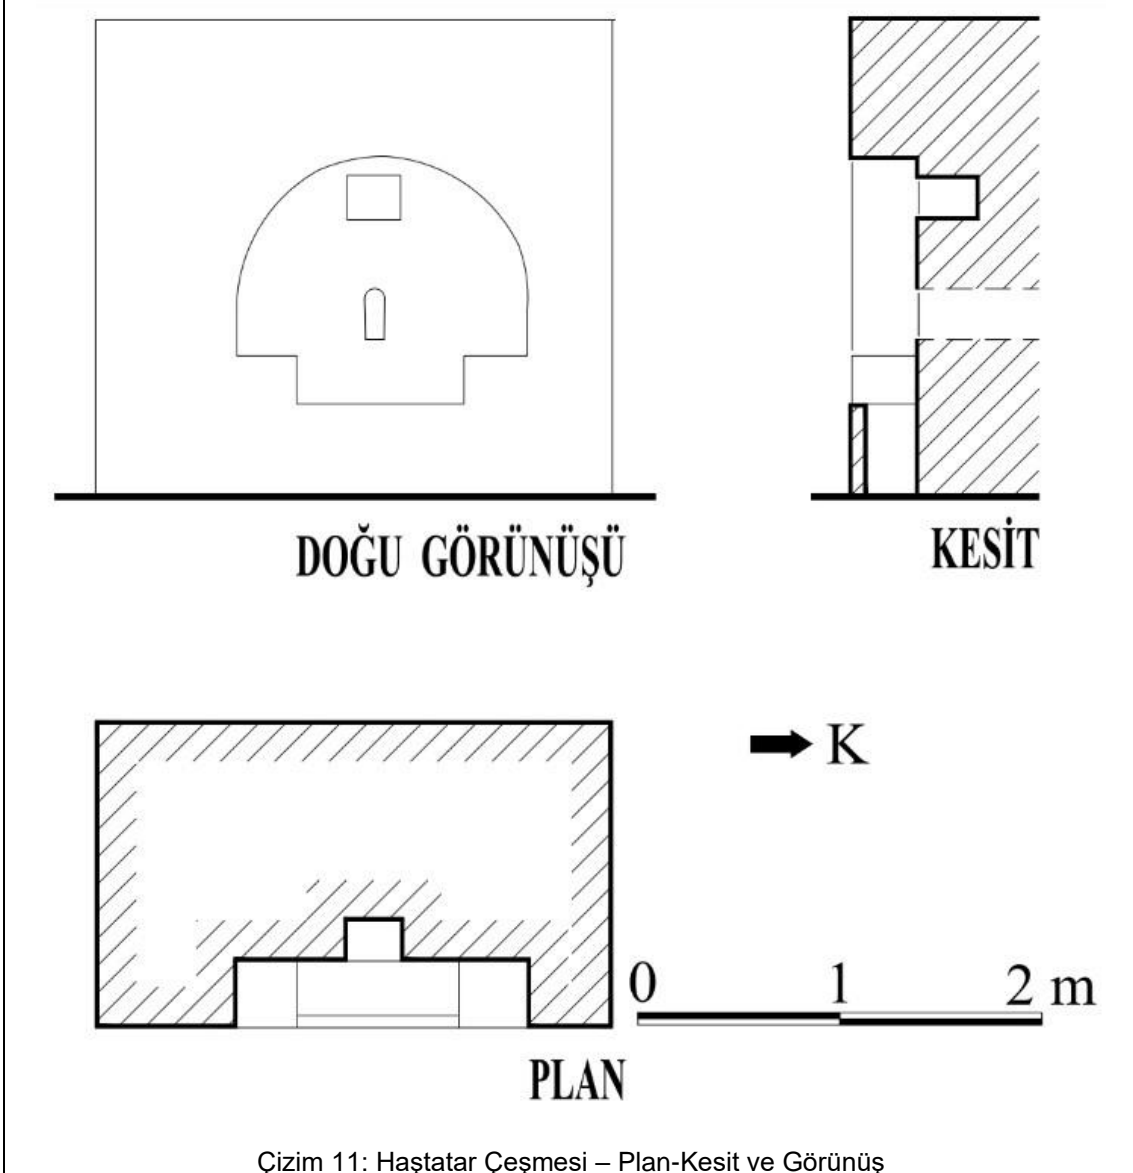 DOĞU GÖRÜNÜŞÜ
KESİT
K
0 1 2 m
PLAN
Çizim 11: Haştatar Çeşmesi – Plan-Kesit ve Görünüş